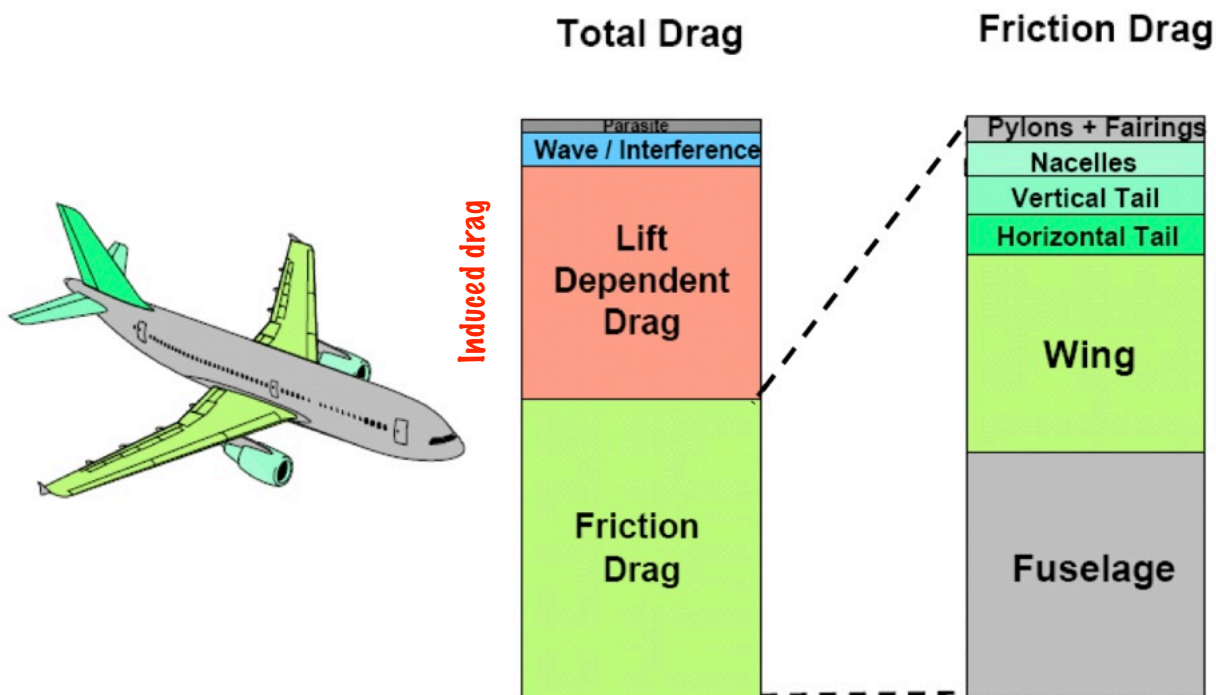 Total Drag
Friction Drag
Parasite
Wave / Interference
Induced drag
Lift
Dependent
Drag
Friction
Drag
Pylons + Fairings
Nacelles
Vertical Tail
Horizontal Tail
Wing
Fuselage